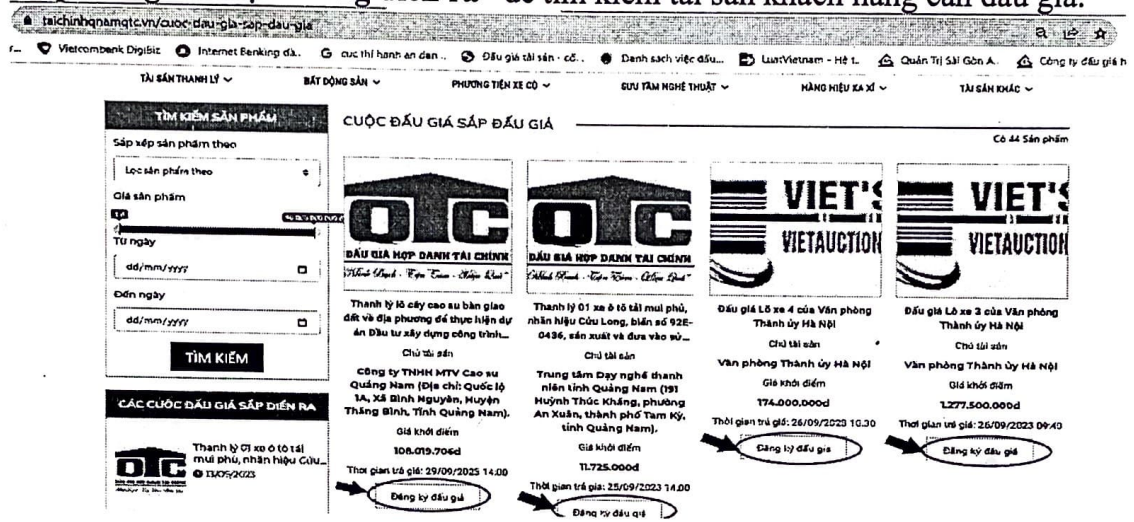 để tìm kiếm tài sản khách hàng cần đấu giá.
taichinhqnamqtc.vn/cuoc-dau-gia-sap-dau-gia
Vietcombank DigiBiz
Internet Banking dà..
cục thi hành an dan ..
Đấu giá tài sản - cổ...
Danh sách việc đấu...
LuatVietnam - Hệ t..
Quản Trị Sài Gòn A..
Công ty đấu giá h
TÀI SẢN THANH LÝ
BẤT ĐỘNG SẢN
PHƯƠNG TIỆN XE CỘ
SƯU TẦM NGHỆ THUẬT
HÀNG HIỆU XA XỈ
TÀI SẢN KHÁC
TÌM KIẾM SẢN PHẨM
Sắp xếp sản phẩm theo
Lọc sản phẩm theo
Giá sản phẩm
Từ ngày
dd/mm/yyyy
Đến ngày
dd/mm/yyyy
TÌM KIẾM
CÁC CUỘC ĐẤU GIÁ SẮP DIỄN RA
Thanh lý 01 xe ô tô tải
mui phủ, nhãn hiệu Cửu...
CUỘC ĐẤU GIÁ SẮP ĐẤU GIÁ
Có 44 Sản phẩm
ĐẤU GIÁ HỢP DANH TÀI CHÍNH
Thanh lý lô cây cao su bàn giao
đất về địa phương để thực hiện dự
án Đầu tư xây dựng công trình...
Chủ tài sản
Công ty TNHH MTV Cao su
Quảng Nam (Địa chỉ: Quốc lộ
1A, Xã Bình Nguyên, Huyện
Thăng Bình, Tỉnh Quảng Nam).
Giá khởi điểm
108.019.706đ
Thời gian trả giá: 29/09/2023 14:00
Đăng ký đấu giá
ĐẤU GIÁ HỢP DANH TÀI CHÍNH
Thanh lý 01 xe ô tô tải mui phủ,
nhãn hiệu Cửu Long, biển số 92E-
0436, sản xuất và đưa vào sử...
Chủ tài sản
Trung tâm Dạy nghề thanh
niên tỉnh Quảng Nam (191
Huỳnh Thúc Kháng, phường
An Xuân, thành phố Tam Kỳ,
tỉnh Quảng Nam).
Giá khởi điểm
11.725.000đ
Thời gian trả giá: 25/09/2023 14:00
Đăng ký đấu giá
VIET'S
VIETAUCTION
Đấu giá Lô xe 4 của Văn phòng
Thành ủy Hà Nội
Chủ tài sản
Văn phòng Thành ủy Hà Nội
Giá khởi điểm
174.000.000đ
Thời gian trả giá: 26/09/2023 10:30
Đăng ký đấu giá
VIET'S
VIETAUCTION
Đấu giá Lô xe 3 của Văn phòng
Thành ủy Hà Nội
Chủ tài sản
Văn phòng Thành ủy Hà Nội
Giá khởi điểm
1.277.500.000đ
Thời gian trả giá: 26/09/2023 09:40
Đăng ký đấu giá